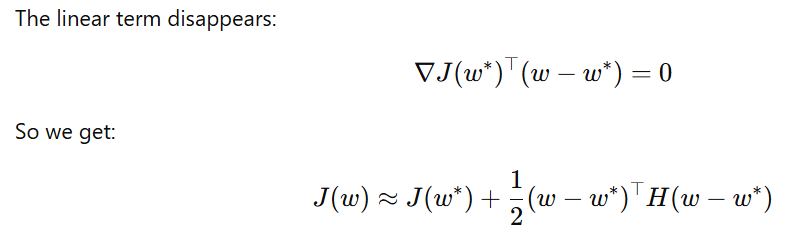 The linear term disappears:
∇J(w*)⊤(w − w*) = 0
So we get:
J(w) ≈ J(w*) + 1/2(w − w*)⊤H(w − w*)